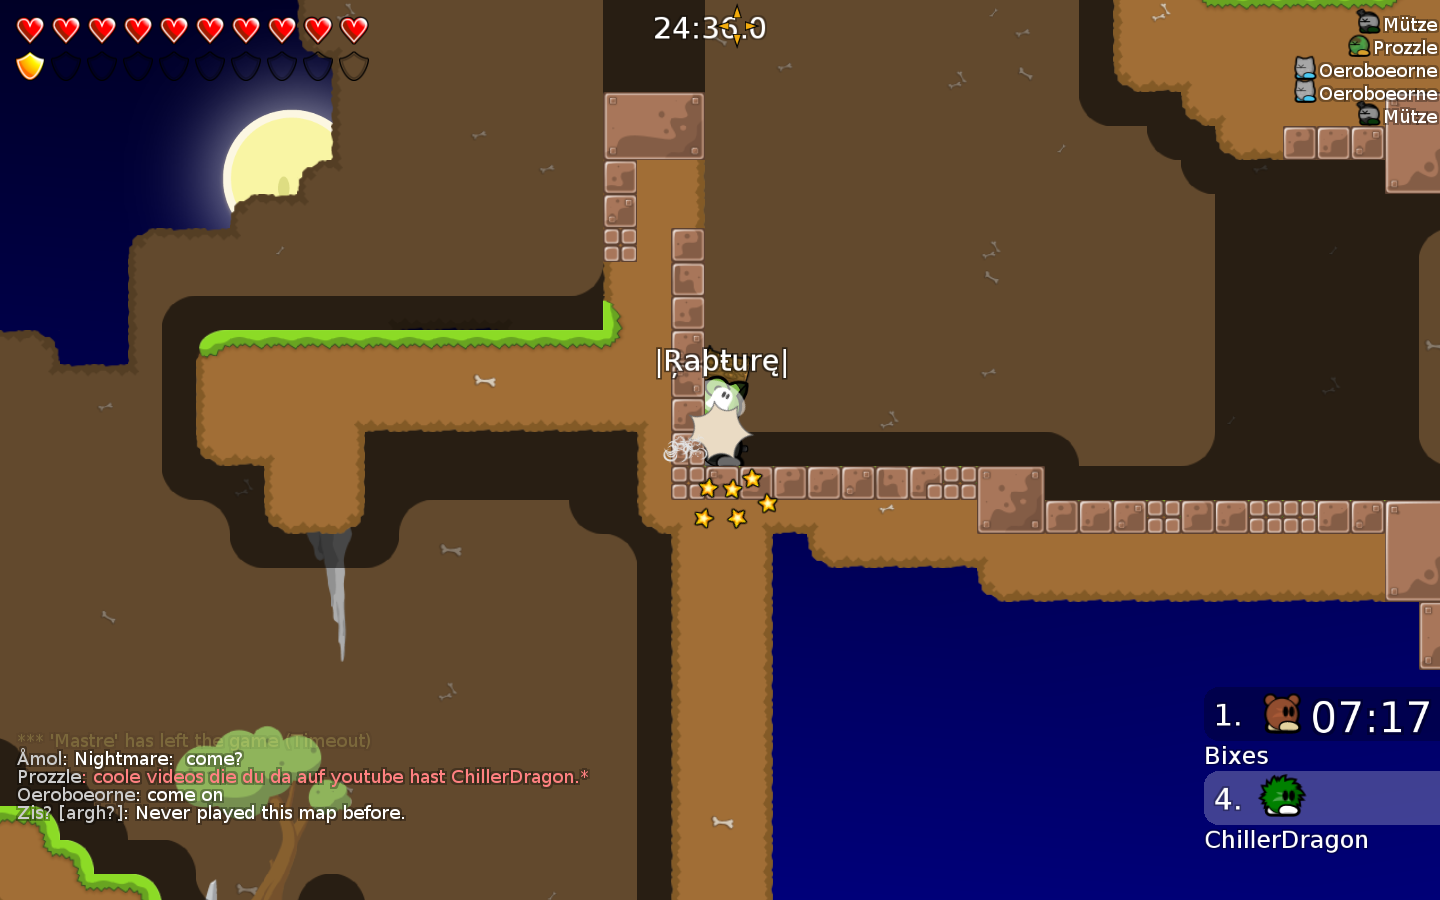 24:36.0
Mütze
Prozzle
Oeroboeorne
Oeroboeorne
Mütze
|Ŗaþturę|
*** 'Mastre' has left the game (Timeout)
Åmol: Nightmare: come?
Prozzle: coole videos die du da auf youtube hast ChillerDragon.*
Oeroboeorne: come on
Zis? [argh?]: Never played this map before.
1. 07:17
Bixes
4.
ChillerDragon